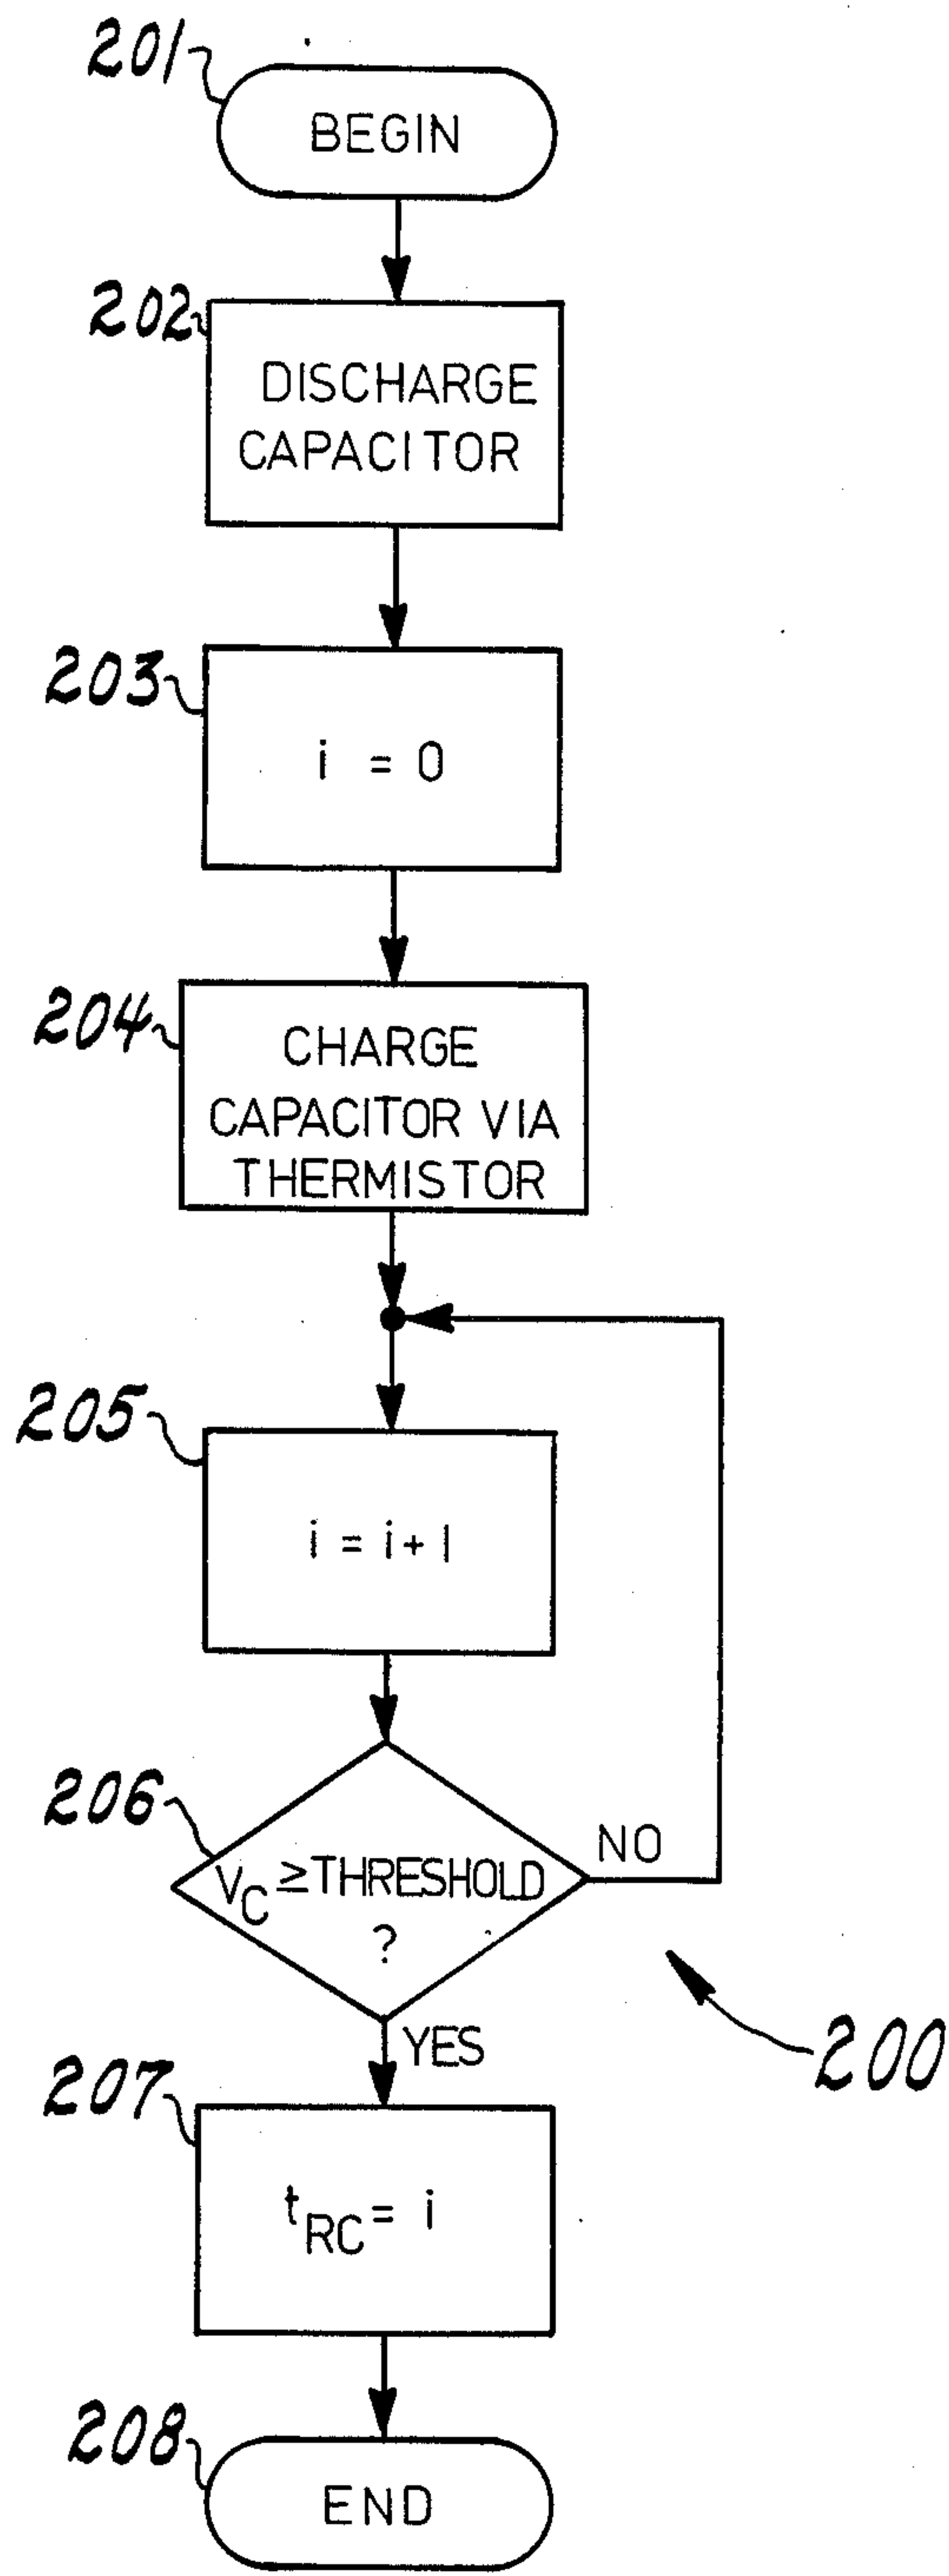 201
BEGIN
202
DISCHARGE
CAPACITOR
203
i = 0
204
CHARGE
CAPACITOR VIA
THERMISTOR
205
i = i + 1
206
V_C ≥ THRESHOLD
?
NO
YES
200
207
t_RC = i
208
END